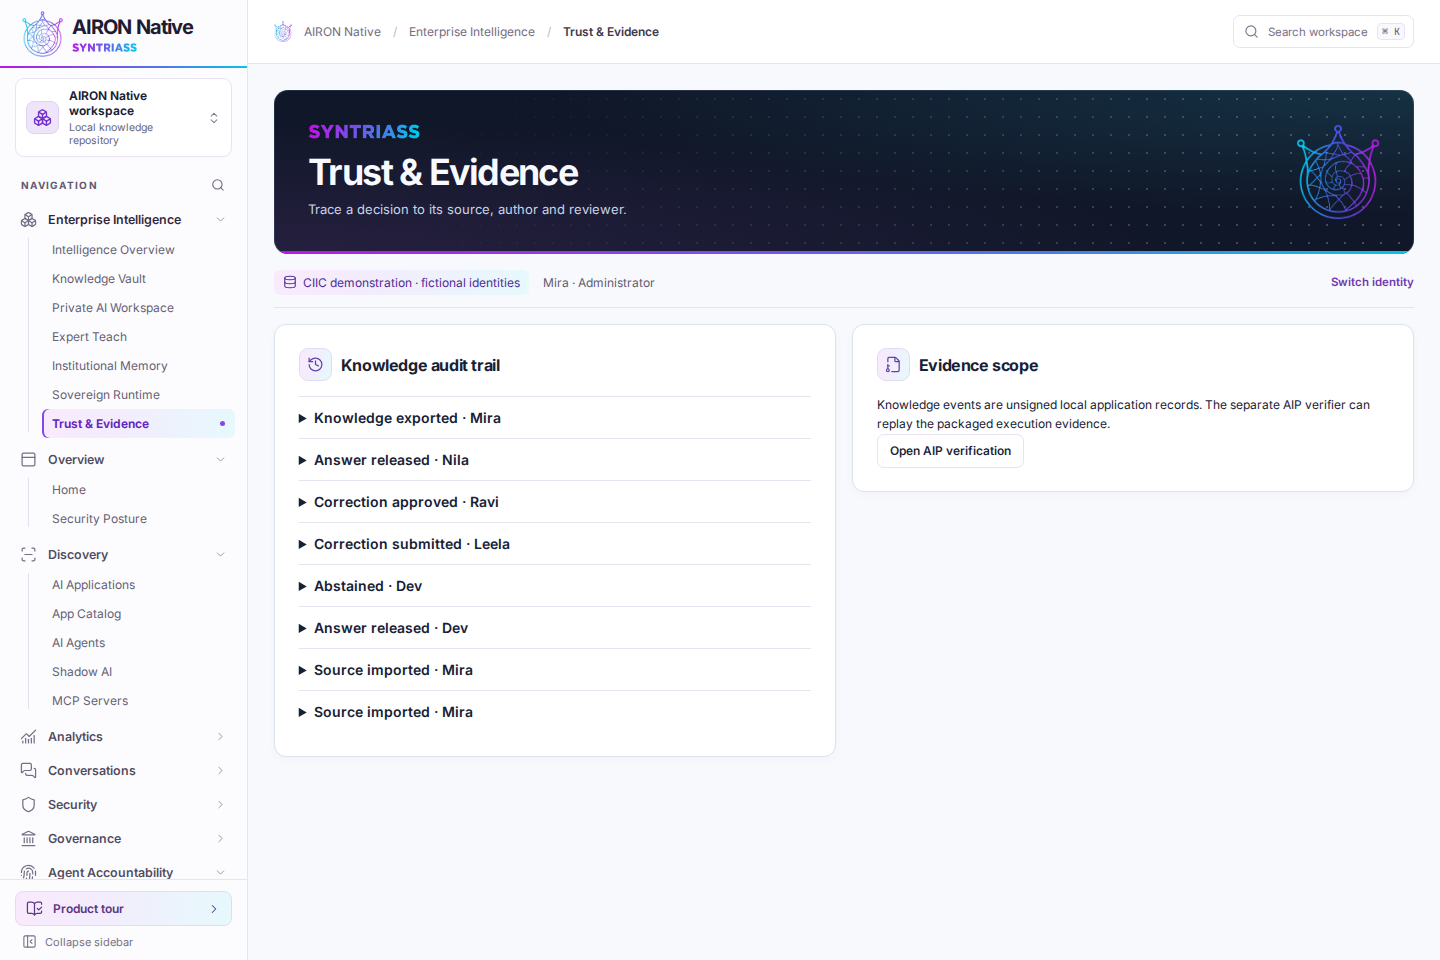 AIRON Native
SYNTRIASS
AIRON Native
workspace
Local knowledge
repository
NAVIGATION
Enterprise Intelligence
Intelligence Overview
Knowledge Vault
Private AI Workspace
Expert Teach
Institutional Memory
Sovereign Runtime
Trust & Evidence
Overview
Home
Security Posture
Discovery
AI Applications
App Catalog
AI Agents
Shadow AI
MCP Servers
Analytics
Conversations
Security
Governance
Agent Accountability
Product tour
Collapse sidebar
AIRON Native / Enterprise Intelligence / Trust & Evidence
Search workspace ⌘ K
SYNTRIASS
Trust & Evidence
Trace a decision to its source, author and reviewer.
CIIC demonstration · fictional identities
Mira · Administrator
Switch identity
Knowledge audit trail
Knowledge exported · Mira
Answer released · Nila
Correction approved · Ravi
Correction submitted · Leela
Abstained · Dev
Answer released · Dev
Source imported · Mira
Source imported · Mira
Evidence scope
Knowledge events are unsigned local application records. The separate AIP verifier can
replay the packaged execution evidence.
Open AIP verification